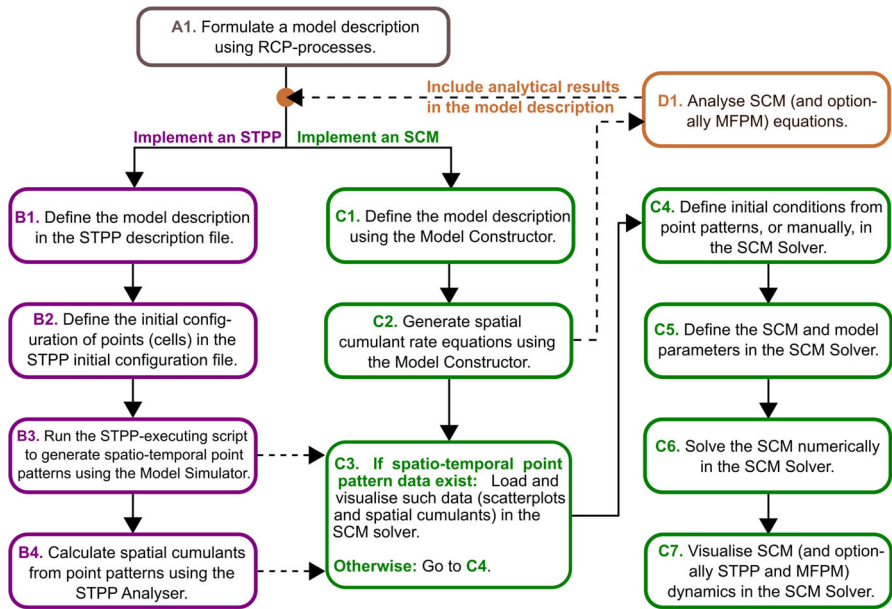 A1. Formulate a model description
using RCP-processes.
Include analytical results
in the model description
D1. Analyse SCM (and option-
ally MFPM) equations.
Implement an STPP
Implement an SCM
B1. Define the model description
in the STPP description file.
B2. Define the initial config-
uration of points (cells) in the
STPP initial configuration file.
B3. Run the STPP-executing script
to generate spatio-temporal point
patterns using the Model Simulator.
B4. Calculate spatial cumulants
from point patterns using the
STPP Analyser.
C1. Define the model description
using the Model Constructor.
C2. Generate spatial
cumulant rate equations using
the Model Constructor.
C3. If spatio-temporal point
pattern data exist: Load and
visualise such data (scatterplots
and spatial cumulants) in the
SCM solver.
Otherwise: Go to C4.
C4. Define initial conditions from
point patterns, or manually, in
the SCM Solver.
C5. Define the SCM and model
parameters in the SCM Solver.
C6. Solve the SCM numerically
in the SCM Solver.
C7. Visualise SCM (and option-
ally STPP and MFPM)
dynamics in the SCM Solver.